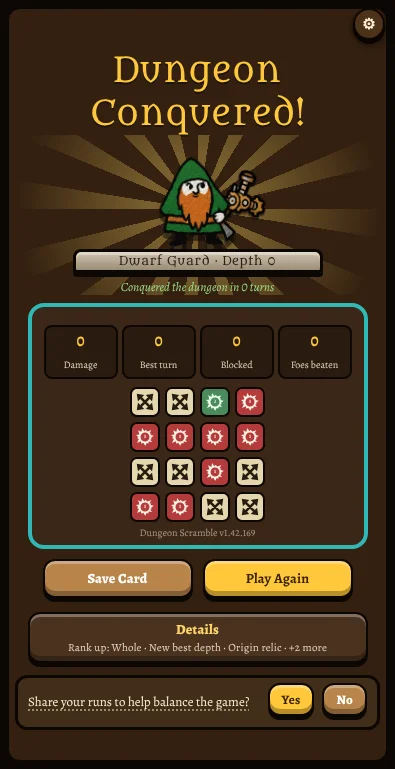 Dungeon
Conquered!
Dwarf Guard · Depth 0
Conquered the dungeon in 0 turns
0 0 0 0
Damage Best turn Blocked Foes beaten
Dungeon Scramble v1.42.169
Save Card Play Again
Details
Rank up: Whole · New best depth · Origin relic · +2 more
Share your runs to help balance the game? Yes No